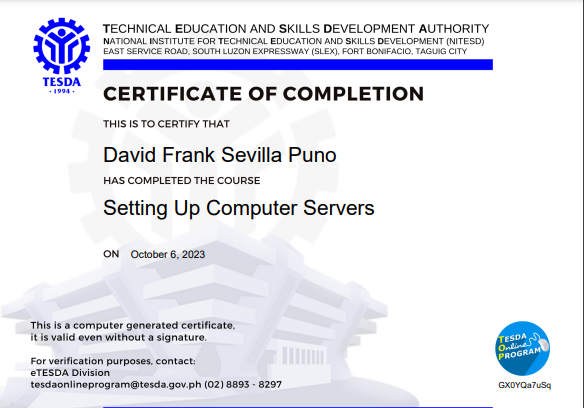 TECHNICAL EDUCATION AND SKILLS DEVELOPMENT AUTHORITY
NATIONAL INSTITUTE FOR TECHNICAL EDUCATION AND SKILLS DEVELOPMENT (NITESD)
EAST SERVICE ROAD, SOUTH LUZON EXPRESSWAY (SLEX), FORT BONIFACIO, TAGUIG CITY
TESDA
· 1994 ·
CERTIFICATE OF COMPLETION
THIS IS TO CERTIFY THAT
David Frank Sevilla Puno
HAS COMPLETED THE COURSE
Setting Up Computer Servers
ON October 6, 2023
This is a computer generated certificate,
it is valid even without a signature.
For verification purposes, contact:
eTESDA Division
tesdaonlineprogram@tesda.gov.ph (02) 8893 - 8297
TESDA
Online
PROGRAM
GX0YQa7uSq